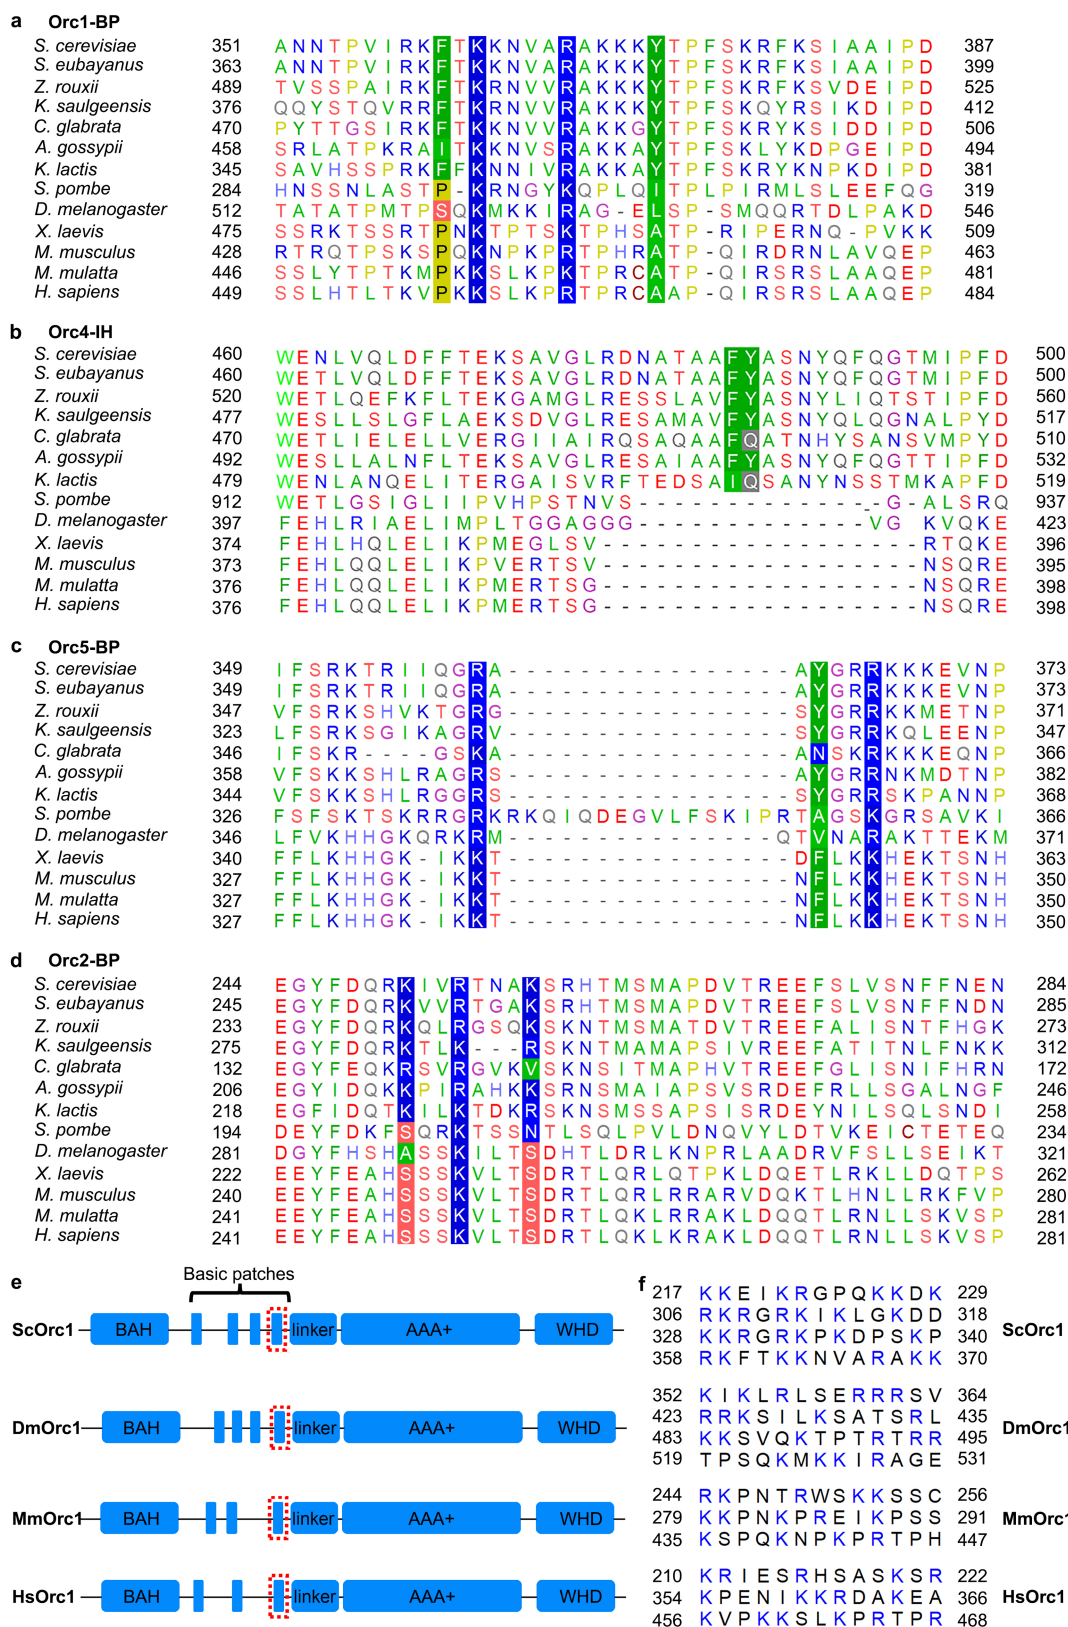 a Orc1-BP
S. cerevisiae 351 ANNTPVIRKFTKKNVARAKKKYTPFSKRFKSIAAIPD 387
S. eubayanus 363 ANNTPVIRKFTKKNVARAKKKYTPFSKRFKSIAAIPD 399
Z. rouxii 489 TVSSPAIRKFTKRNVVRAKKKYTPFSKRFKSVDEIPD 525
K. saulgeensis 376 QQYSTQVRRFTKRNVVRAKKKYTPFSKQYRSIKDIPD 412
C. glabrata 470 PYTTGSIRKFTKKNVVRAKKGYTPFSKRYKSIDDIPD 506
A. gossypii 458 SRLATPKRAITKKNVSRAKKAYTPFSKLYKDPGEIPD 494
K. lactis 345 SAVHSSPRKFFKNNVIRAKKAYTPFSKRYKNPKDIPD 381
S. pombe 284 HNSSNLASTP-KRNGYKQPLQITPLPIRMLSLEEFQG 319
D. melanogaster 512 TATATPMTPSQKMKKIRAG-ELSP-SMQQRTDLPAKD 546
X. laevis 475 SSRKTSSRTPNKTPTSKTPHSATP-RIPERNQ-PVKK 509
M. musculus 428 RTRQTPSKSPQKNPKPRTPHRATP-QIRDRNLAVQEP 463
M. mulatta 446 SSLYTPTKMPKKSLKPRTPRCATP-QIRSRSLAAQEP 481
H. sapiens 449 SSLHTLTKVPKKSLKPRTPRCAAP-QIRSRSLAAQEP 484
b Orc4-IH
S. cerevisiae 460 WENLVQLDFFTEKSAVGLRDNATAAFYASNYQFQGTMIPFD 500
S. eubayanus 460 WETLVQLDFFTEKSAVGLRDNATAAFYASNYQFQGTMIPFD 500
Z. rouxii 520 WETLQEFKFLTEKGAMGLRESSLAVFYASNYLIQTSTIPFD 560
K. saulgeensis 477 WESLLSLGFLAEKSDVGLRESAMAVFYASNYQLQGNALPYD 517
C. glabrata 470 WETLIELELLVERGIIAIRQSAQAAFQATNHYSANSVMPYD 510
A. gossypii 492 WESLLALNFLTEKSAVGLRESAIAAFYASNYQFQGTTIPFD 532
K. lactis 479 WENLANQELITERGAISVRFTEDSAIQSANYNSSTMKAPFD 519
S. pombe 912 WETLGSIGLIIPVHPSTNVS--------------G-ALSRQ 937
D. melanogaster 397 FEHLRIAELIMPLTGGAGGG-------------VG-KVQKE 423
X. laevis 374 FEHLHQLELIKPMEGLSV------------------RTQKE 396
M. musculus 373 FEHLQQLELIKPVERTSV------------------NSQRE 395
M. mulatta 376 FEHLQQLELIKPMERTSG------------------NSQRE 398
H. sapiens 376 FEHLQQLELIKPMERTSG------------------NSQRE 398
c Orc5-BP
S. cerevisiae 349 IFSRKTRIIQGRA----------------AYGRRKKKEVNP 373
S. eubayanus 349 IFSRKTRIIQGRA----------------AYGRRKKKEVNP 373
Z. rouxii 347 VFSRKSHVKTGRG----------------SYGRRKKMETNP 371
K. saulgeensis 323 LFSRKSGIKAGRV----------------SYGRRKQLEENP 347
C. glabrata 346 IFSKR----GSKA----------------ANSKRKKKEQNP 366
A. gossypii 358 VFSKKSHLRAGRS----------------AYGRRNKMDTNP 382
K. lactis 344 VFSKKSHLRGGRS----------------SYGRRSKPANNP 368
S. pombe 326 FSFSKTSKRRGRKRKQIQDEGVLFSKIPRTAGSKGRSAVKI 366
D. melanogaster 346 LFVKHHGKQRKRM---------------QTVNARAKTTEKM 371
X. laevis 340 FFLKHHGK-IKKT----------------DFLKKHEKTSNH 363
M. musculus 327 FFLKHHGK-IKKT----------------NFLKKHEKTSNH 350
M. mulatta 327 FFLKHHGK-IKKT----------------NFLKKHEKTSNH 350
H. sapiens 327 FFLKHHGK-IKKT----------------NFLKKHEKTSNH 350
d Orc2-BP
S. cerevisiae 244 EGYFDQRKIVRTNAKSRHTMSMAPDVTREEFSLVSNFFNEN 284
S. eubayanus 245 EGYFDQRKVVRTGAKSRHTMSMAPDVTREEFSLVSNFFNDN 285
Z. rouxii 233 EGYFDQRKQLRGSQKSKNTMSMATDVTREEFALISNTFHGK 273
K. saulgeensis 275 EGYFDQRKTLK---RSKNTMAMAPSIVREEFATITNLFNKK 312
C. glabrata 132 EGYFEQKRSVRGVKVSKNSITMAPHVTREEFGLISNIFHRN 172
A. gossypii 206 EGYIDQKKPIRAHKKSRNSMAIAPSVSRDEFRLLSGALNGF 246
K. lactis 218 EGFIDQTKILKTDKRSKNSMSSAPSISRDEYNILSQLSNDI 258
S. pombe 194 DEYFDKFSQRKTSSNTLSQLPVLDNQVYLDTVKEICTETEQ 234
D. melanogaster 281 DGYFHSHASSKILTSDHTLDRLKNPRLAADRVFSLLSEIKT 321
X. laevis 222 EEYFEAHSSSKVLTSDRTLQRLQTPKLDQETLRKLLDQTPS 262
M. musculus 240 EEYFEAHSSSKVLTSDRTLQRLRRARVDQKTLHNLLRKFVP 280
M. mulatta 241 EEYFEAHSSSKVLTSDRTLQKLRRAKLDQQTLRNLLSKVSP 281
H. sapiens 241 EEYFEAHSSSKVLTSDRTLQKLKRAKLDQQTLRNLLSKVSP 281
e Basic patches
ScOrc1 BAH linker AAA+ WHD
DmOrc1 BAH linker AAA+ WHD
MmOrc1 BAH linker AAA+ WHD
HsOrc1 BAH linker AAA+ WHD
f
217 KKEIKRGPQKKDK 229
306 RKRGRKIKLGKDD 318
ScOrc1
328 KKRGRKPKDPSKP 340
358 RKFTKKNVARAKK 370
352 KIKLRLSERRRSV 364
423 RRKSILKSATSRL 435
DmOrc1
483 KKSVQKTPTRTRR 495
519 TPSQKMKKIRAGE 531
244 RKPNTRWSKKSSC 256
279 KKPNKPREIKPSS 291
MmOrc1
435 KSPQKNPKPRTPH 447
210 KRIESRHSASKSR 222
354 KPENIKKRDAKEA 366
HsOrc1
456 KVPKKSLKPRTPR 468